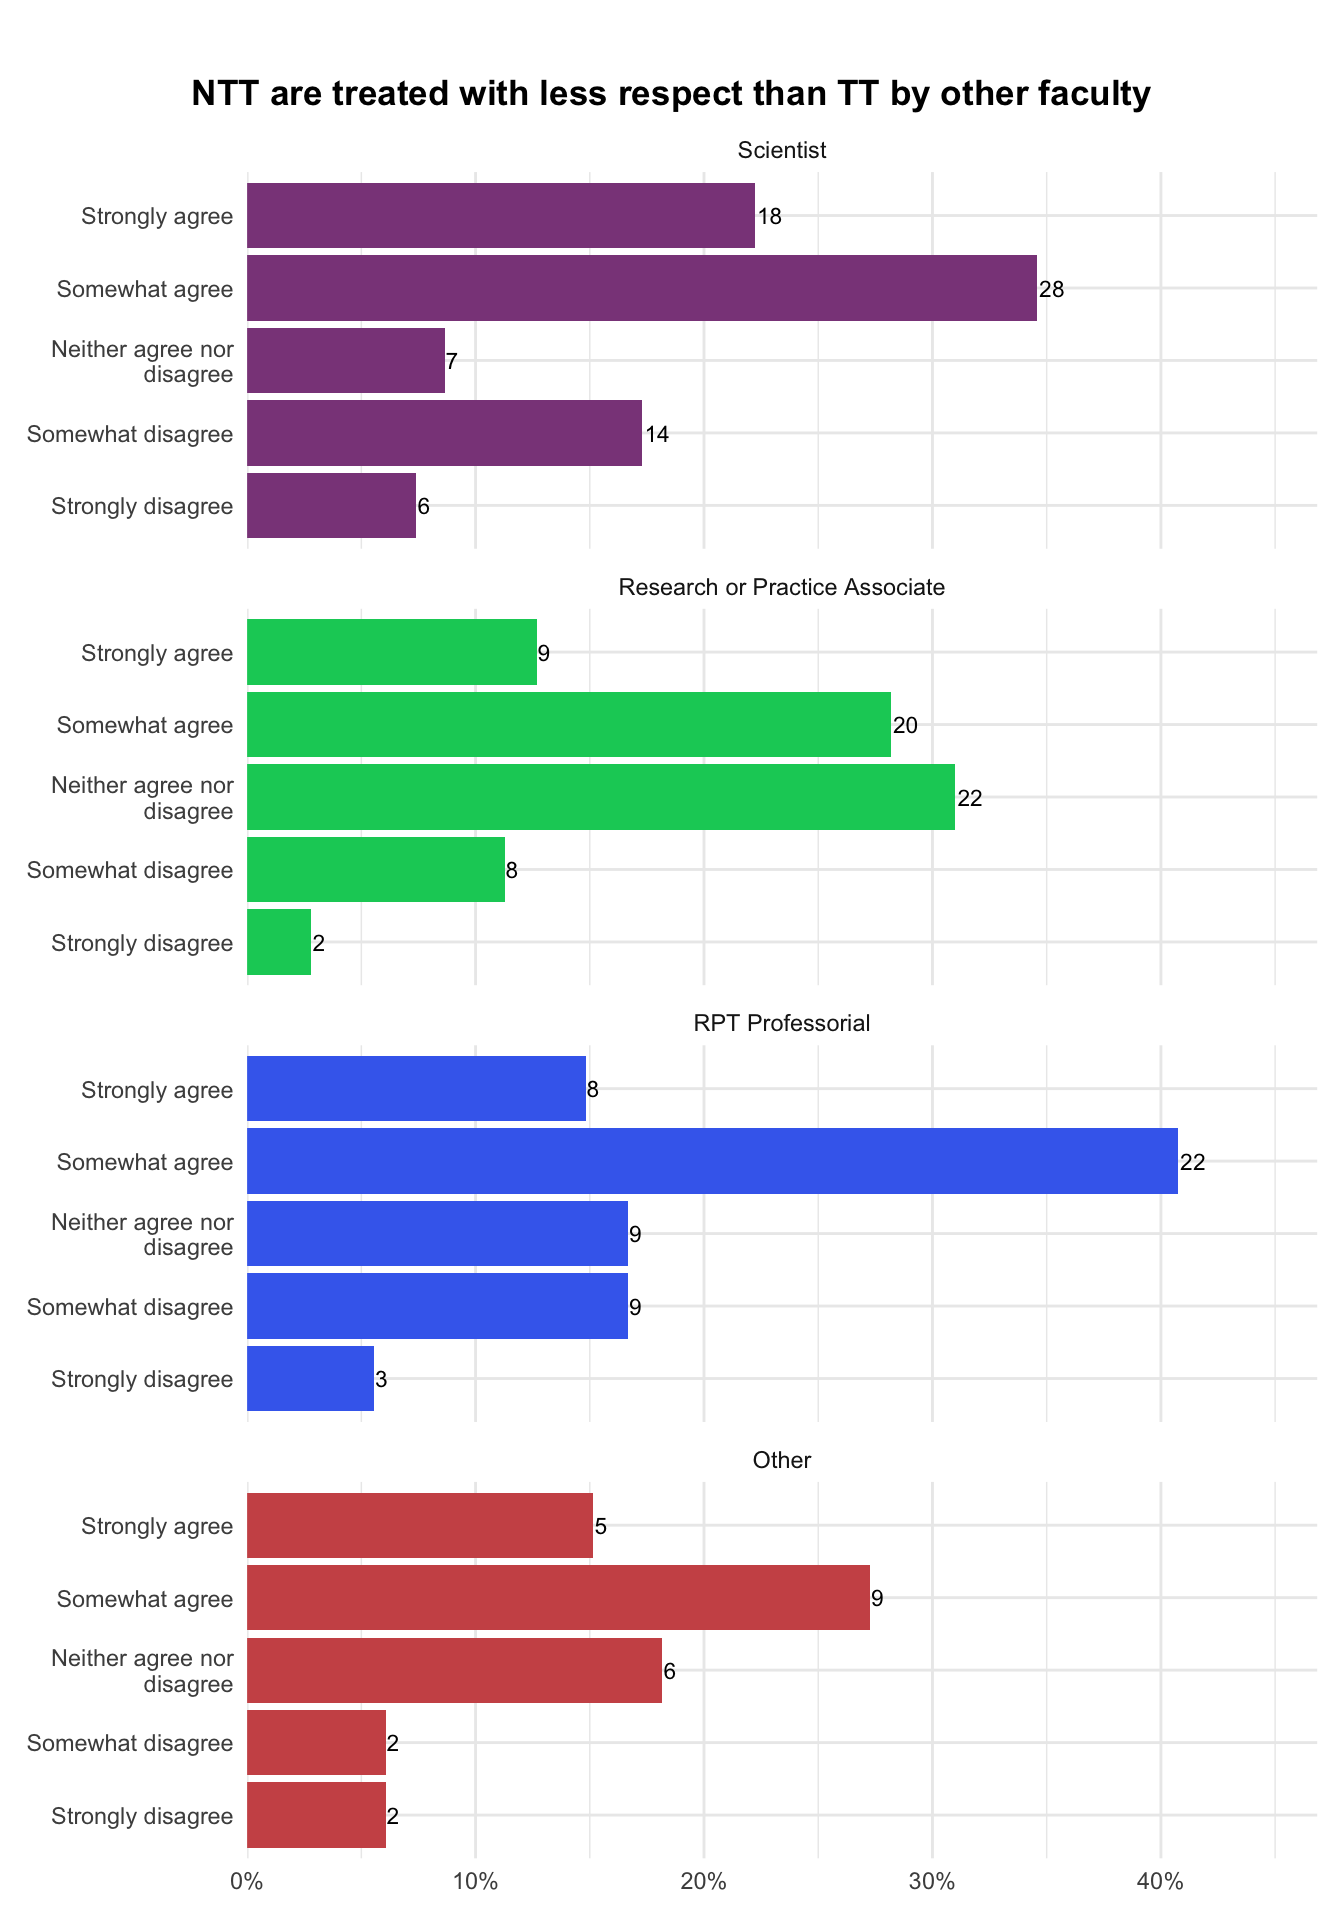 NTT are treated with less respect than TT by other faculty
Scientist
Strongly agree
18
Somewhat agree
28
Neither agree nor
disagree
7
Somewhat disagree
14
Strongly disagree
6
Research or Practice Associate
Strongly agree
9
Somewhat agree
20
Neither agree nor
disagree
22
Somewhat disagree
8
Strongly disagree
2
RPT Professorial
Strongly agree
8
Somewhat agree
22
Neither agree nor
disagree
9
Somewhat disagree
9
Strongly disagree
3
Other
Strongly agree
5
Somewhat agree
9
Neither agree nor
disagree
6
Somewhat disagree
2
Strongly disagree
2
0% 10% 20% 30% 40%